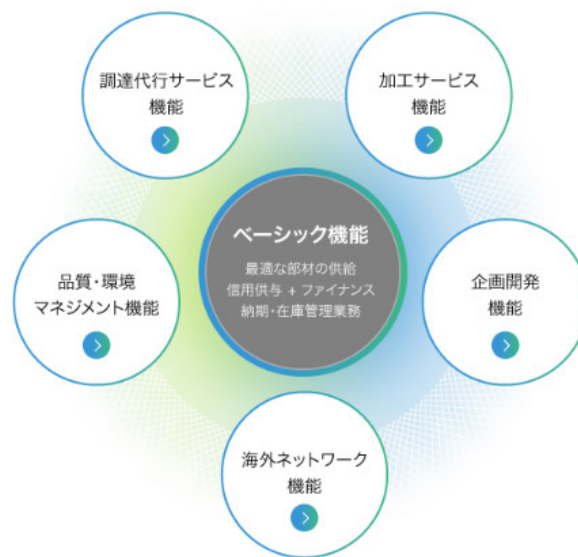 調達代行サービス
機能
加工サービス
機能
ベーシック機能
最適な部材の供給
信用供与 + ファイナンス
納期・在庫管理業務
品質・環境
マネジメント機能
企画開発
機能
海外ネットワーク
機能